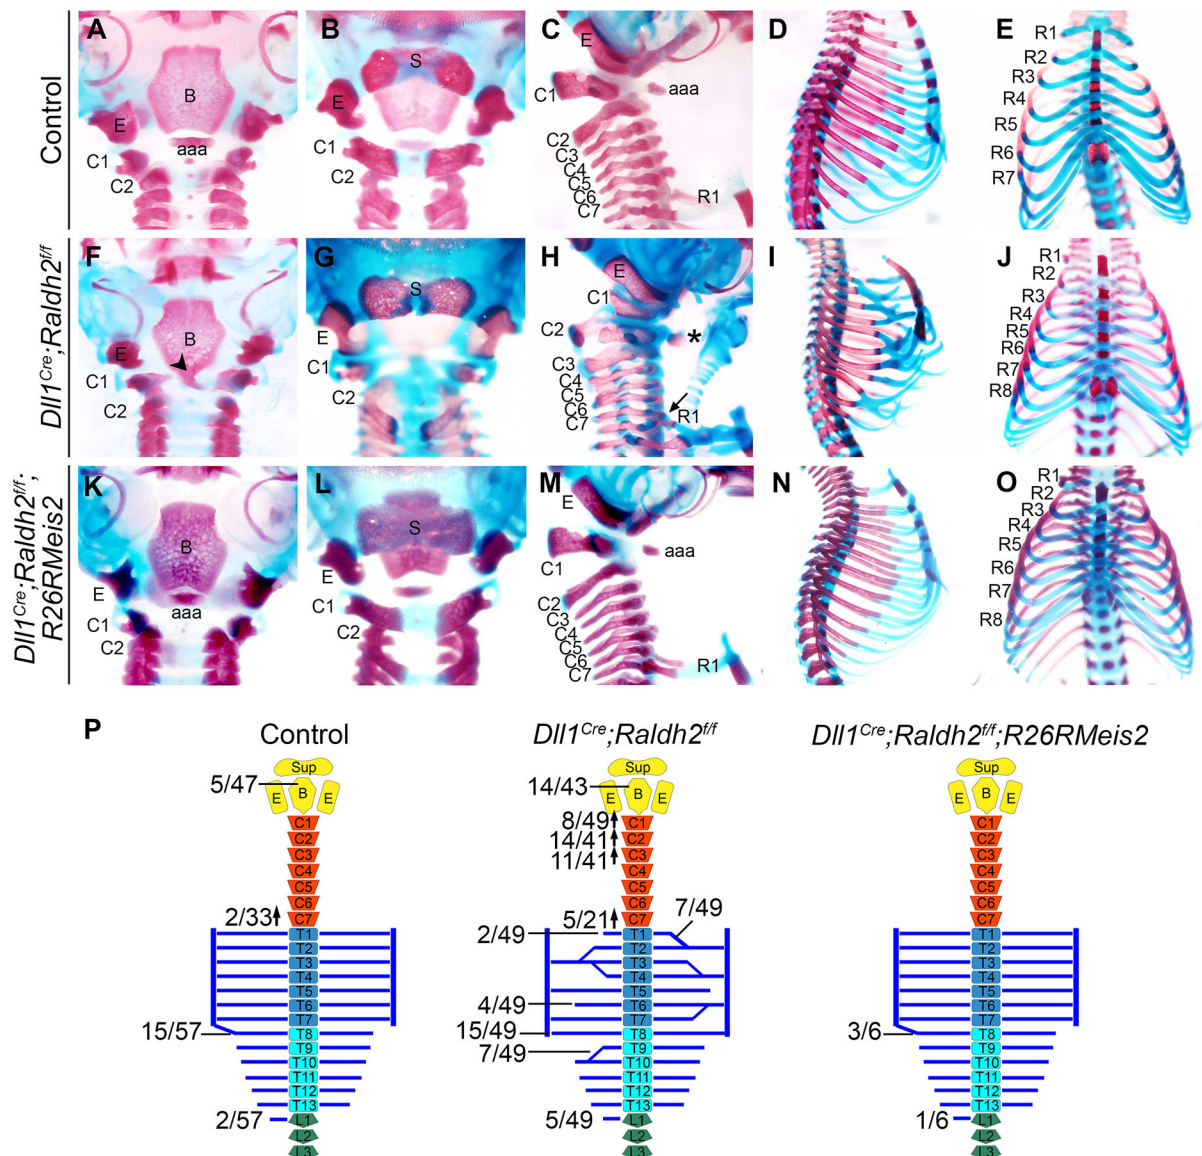 Control
A
B
E
aaa
C1
C2
B
S
E
C1
C2
C
E
C1
aaa
C2
C3
C4
C5
C6
C7
R1
D
E
R1
R2
R3
R4
R5
R6
R7
Dll1Cre;Raldh2f/f
F
B
E
C1
C2
G
S
E
C1
C2
H
E
C1
C2
*
C3
C4
C5
C6
C7
R1
I
J
R1
R2
R3
R4
R5
R6
R7
R8
Dll1Cre;Raldh2f/f;
R26RMeis2
K
B
E
aaa
C1
C2
L
S
E
C1
C2
M
E
aaa
C1
C2
C3
C4
C5
C6
C7
R1
N
O
R1
R2
R3
R4
R5
R6
R7
R8
P
Control
Sup
5/47
E B E
C1
C2
C3
C4
C5
C6
2/33 C7
T1
T2
T3
T4
T5
T6
T7
15/57 T8
T9
T10
T11
T12
T13
2/57 L1
L2
L3
Dll1Cre;Raldh2f/f
Sup
14/43
E B E
8/49 C1
14/41 C2
11/41 C3
C4
C5
C6
5/21 C7 7/49
2/49 T1
T2
T3
T4
T5
4/49 T6
T7
15/49 T8
7/49 T9
T10
T11
T12
T13
5/49 L1
L2
L3
Dll1Cre;Raldh2f/f;R26RMeis2
Sup
E B E
C1
C2
C3
C4
C5
C6
C7
T1
T2
T3
T4
T5
T6
T7
3/6 T8
T9
T10
T11
T12
T13
1/6 L1
L2
L3